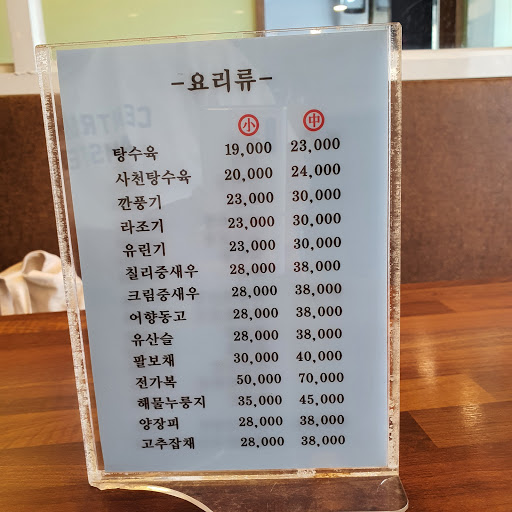 -요리류-
小 中
탕수육 19,000 23,000
사천탕수육 20,000 24,000
깐풍기 23,000 30,000
라조기 23,000 30,000
유린기 23,000 30,000
칠리중새우 28,000 38,000
크림중새우 28,000 38,000
어향동고 28,000 38,000
유산슬 28,000 38,000
팔보채 30,000 40,000
전가복 50,000 70,000
해물누룽지 35,000 45,000
양장피 28,000 38,000
고추잡채 28,000 38,000